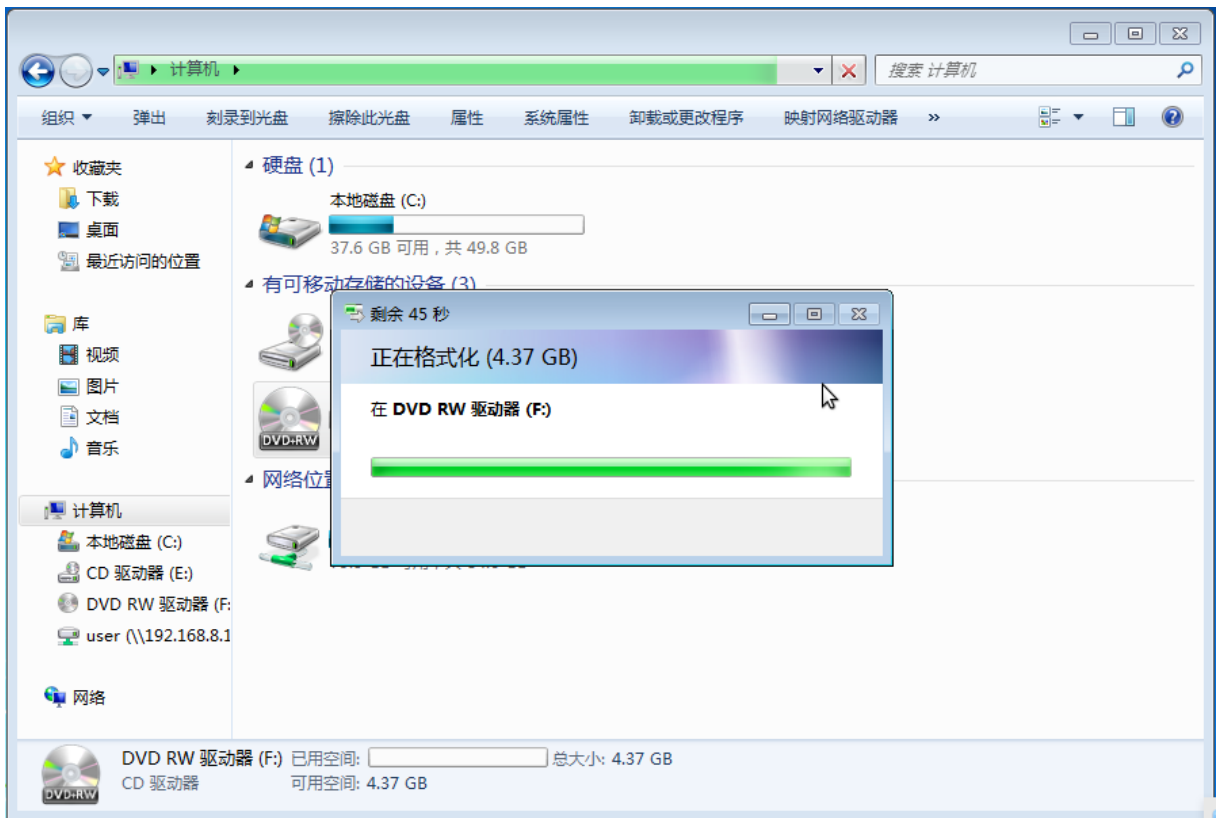 计算机
搜索 计算机
组织 弹出 刻录到光盘 擦除此光盘 属性 系统属性 卸载或更改程序 映射网络驱动器 »
收藏夹
下载
桌面
最近访问的位置
库
视频
图片
文档
音乐
计算机
本地磁盘 (C:)
CD 驱动器 (E:)
DVD RW 驱动器 (F:
user (\\192.168.8.1
网络
硬盘 (1)
本地磁盘 (C:)
37.6 GB 可用，共 49.8 GB
有可移动存储的设备 (3)
DVD+RW
网络位
剩余 45 秒
正在格式化 (4.37 GB)
在 DVD RW 驱动器 (F:)
DVD+RW
DVD RW 驱动器 (F:) 已用空间: 总大小: 4.37 GB
CD 驱动器 可用空间: 4.37 GB